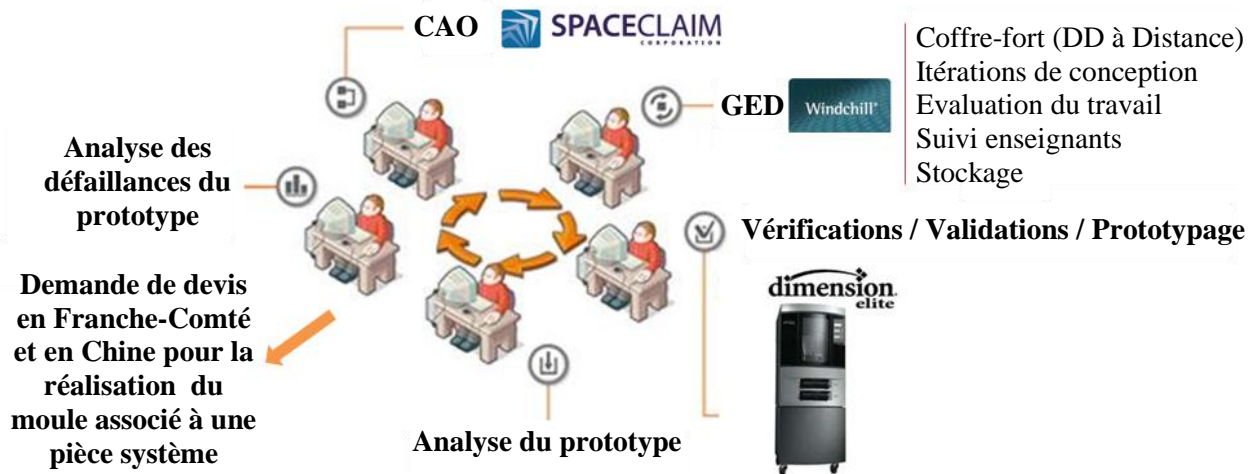 CAO
SPACECLAIM
CORPORATION
GED
Windchill
Coffre-fort (DD à Distance)
Itérations de conception
Evaluation du travail
Suivi enseignants
Stockage
Analyse des
défaillances du
prototype
Vérifications / Validations / Prototypage
dimension
elite
Demande de devis
en Franche-Comté
et en Chine pour la
réalisation du
moule associé à une
pièce système
Analyse du prototype